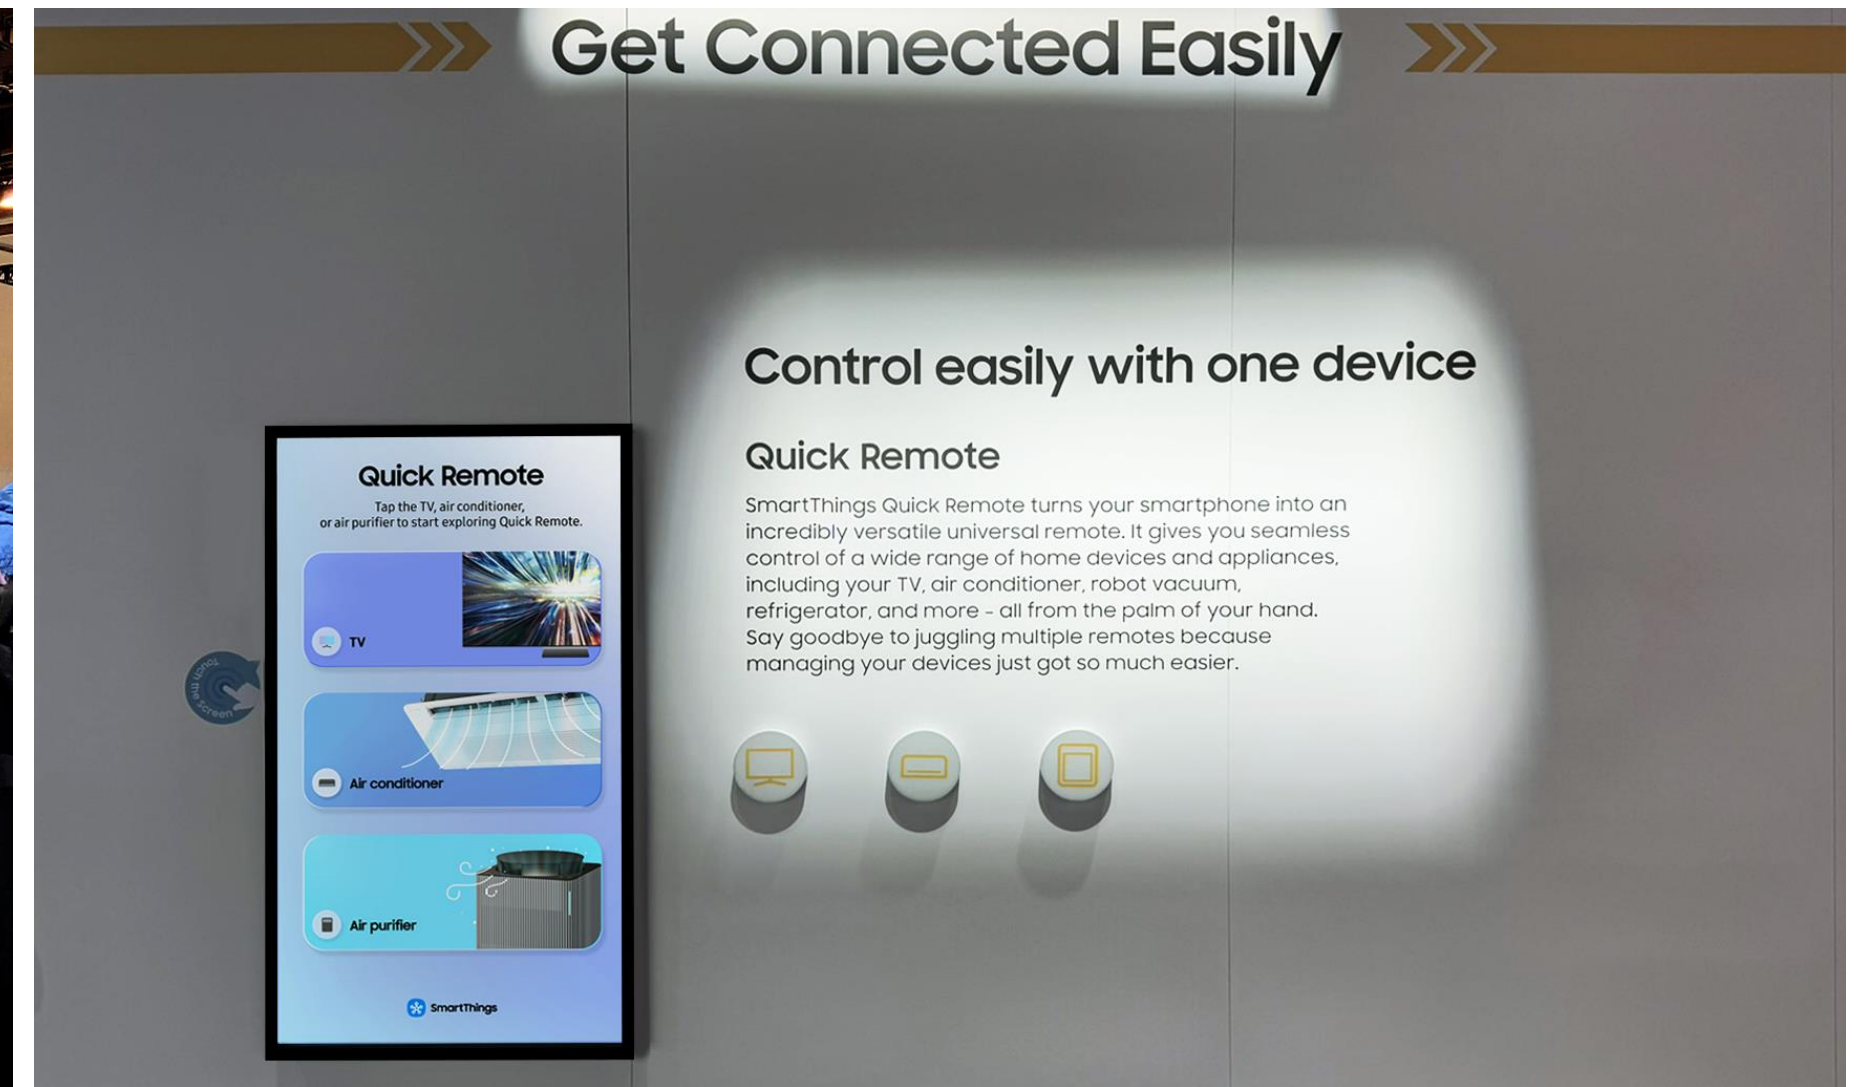 Get Connected Easily
Control easily with one device
Quick Remote
SmartThings Quick Remote turns your smartphone into an
incredibly versatile universal remote. It gives you seamless
control of a wide range of home devices and appliances,
including your TV, air conditioner, robot vacuum,
refrigerator, and more - all from the palm of your hand.
Say goodbye to juggling multiple remotes because
managing your devices just got so much easier.
Touch the Screen
Quick Remote
Tap the TV, air conditioner,
or air purifier to start exploring Quick Remote.
TV
Air conditioner
Air purifier
SmartThings